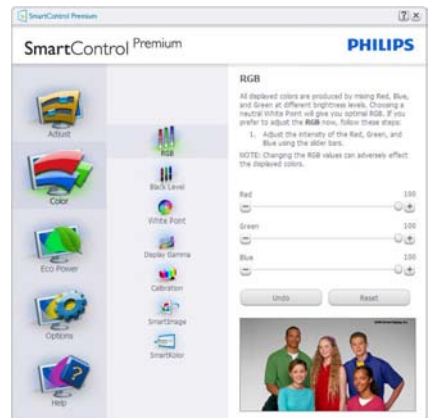 SmartControl Premium
SmartControl Premium
PHILIPS
Adjust
Color
Eco Power
Options
Help
RGB
Black Level
White Point
Display Gamma
Calibration
SmartImage
SmartKolor
RGB
All displayed colors are produced by mixing Red, Blue,
and Green at different brightness levels. Choosing a
neutral White Point will give you optimal RGB. If you
prefer to adjust the RGB now, follow these steps:
1. Adjust the intensity of the Red, Green, and
Blue using the slider bars.
NOTE: Changing the RGB values can adversely effect
the displayed colors.
Red 100
Green 100
Blue 100
Undo
Reset